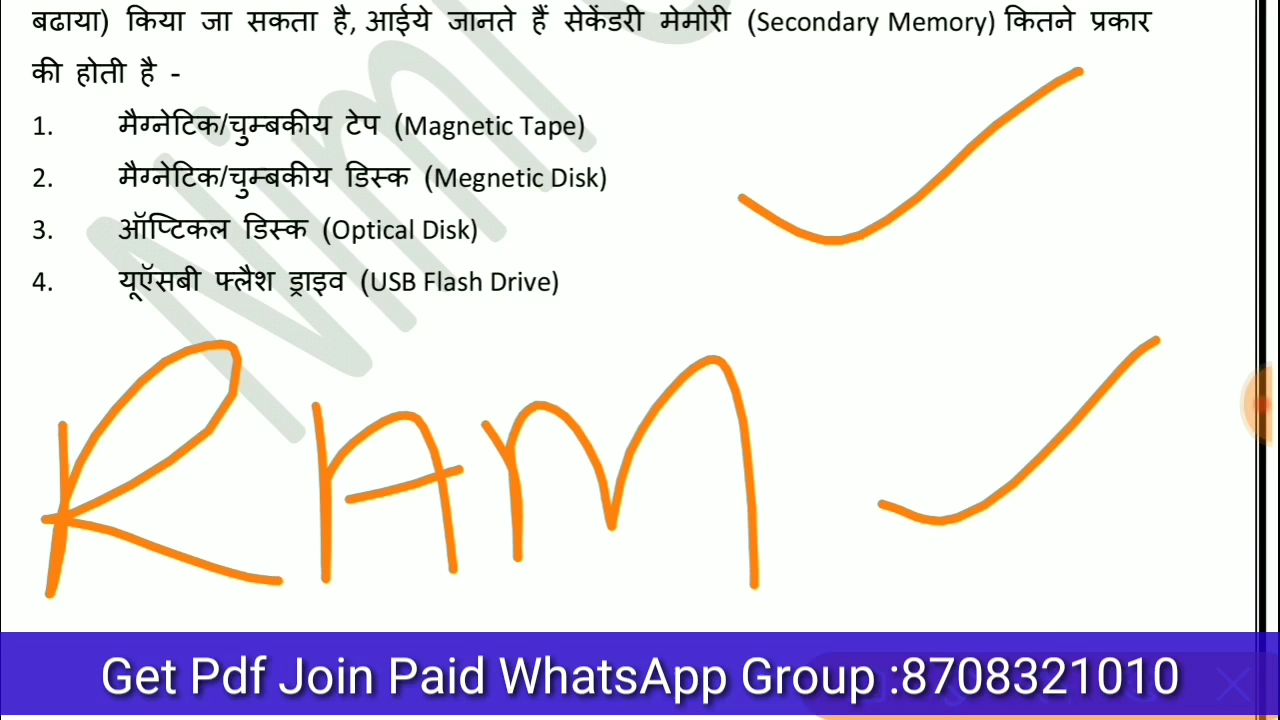 बढाया) किया जा सकता है, आईये जानते हैं सेकेंडरी मेमोरी (Secondary Memory) कितने प्रकार
की होती है -
1. मैग्नेटिक/चुम्बकीय टेप (Magnetic Tape)
2. मैग्नेटिक/चुम्बकीय डिस्क (Megnetic Disk)
3. ऑप्टिकल डिस्क (Optical Disk)
4. यूऍसबी फ्लैश ड्राइव (USB Flash Drive)
RAM
Get Pdf Join Paid WhatsApp Group :8708321010